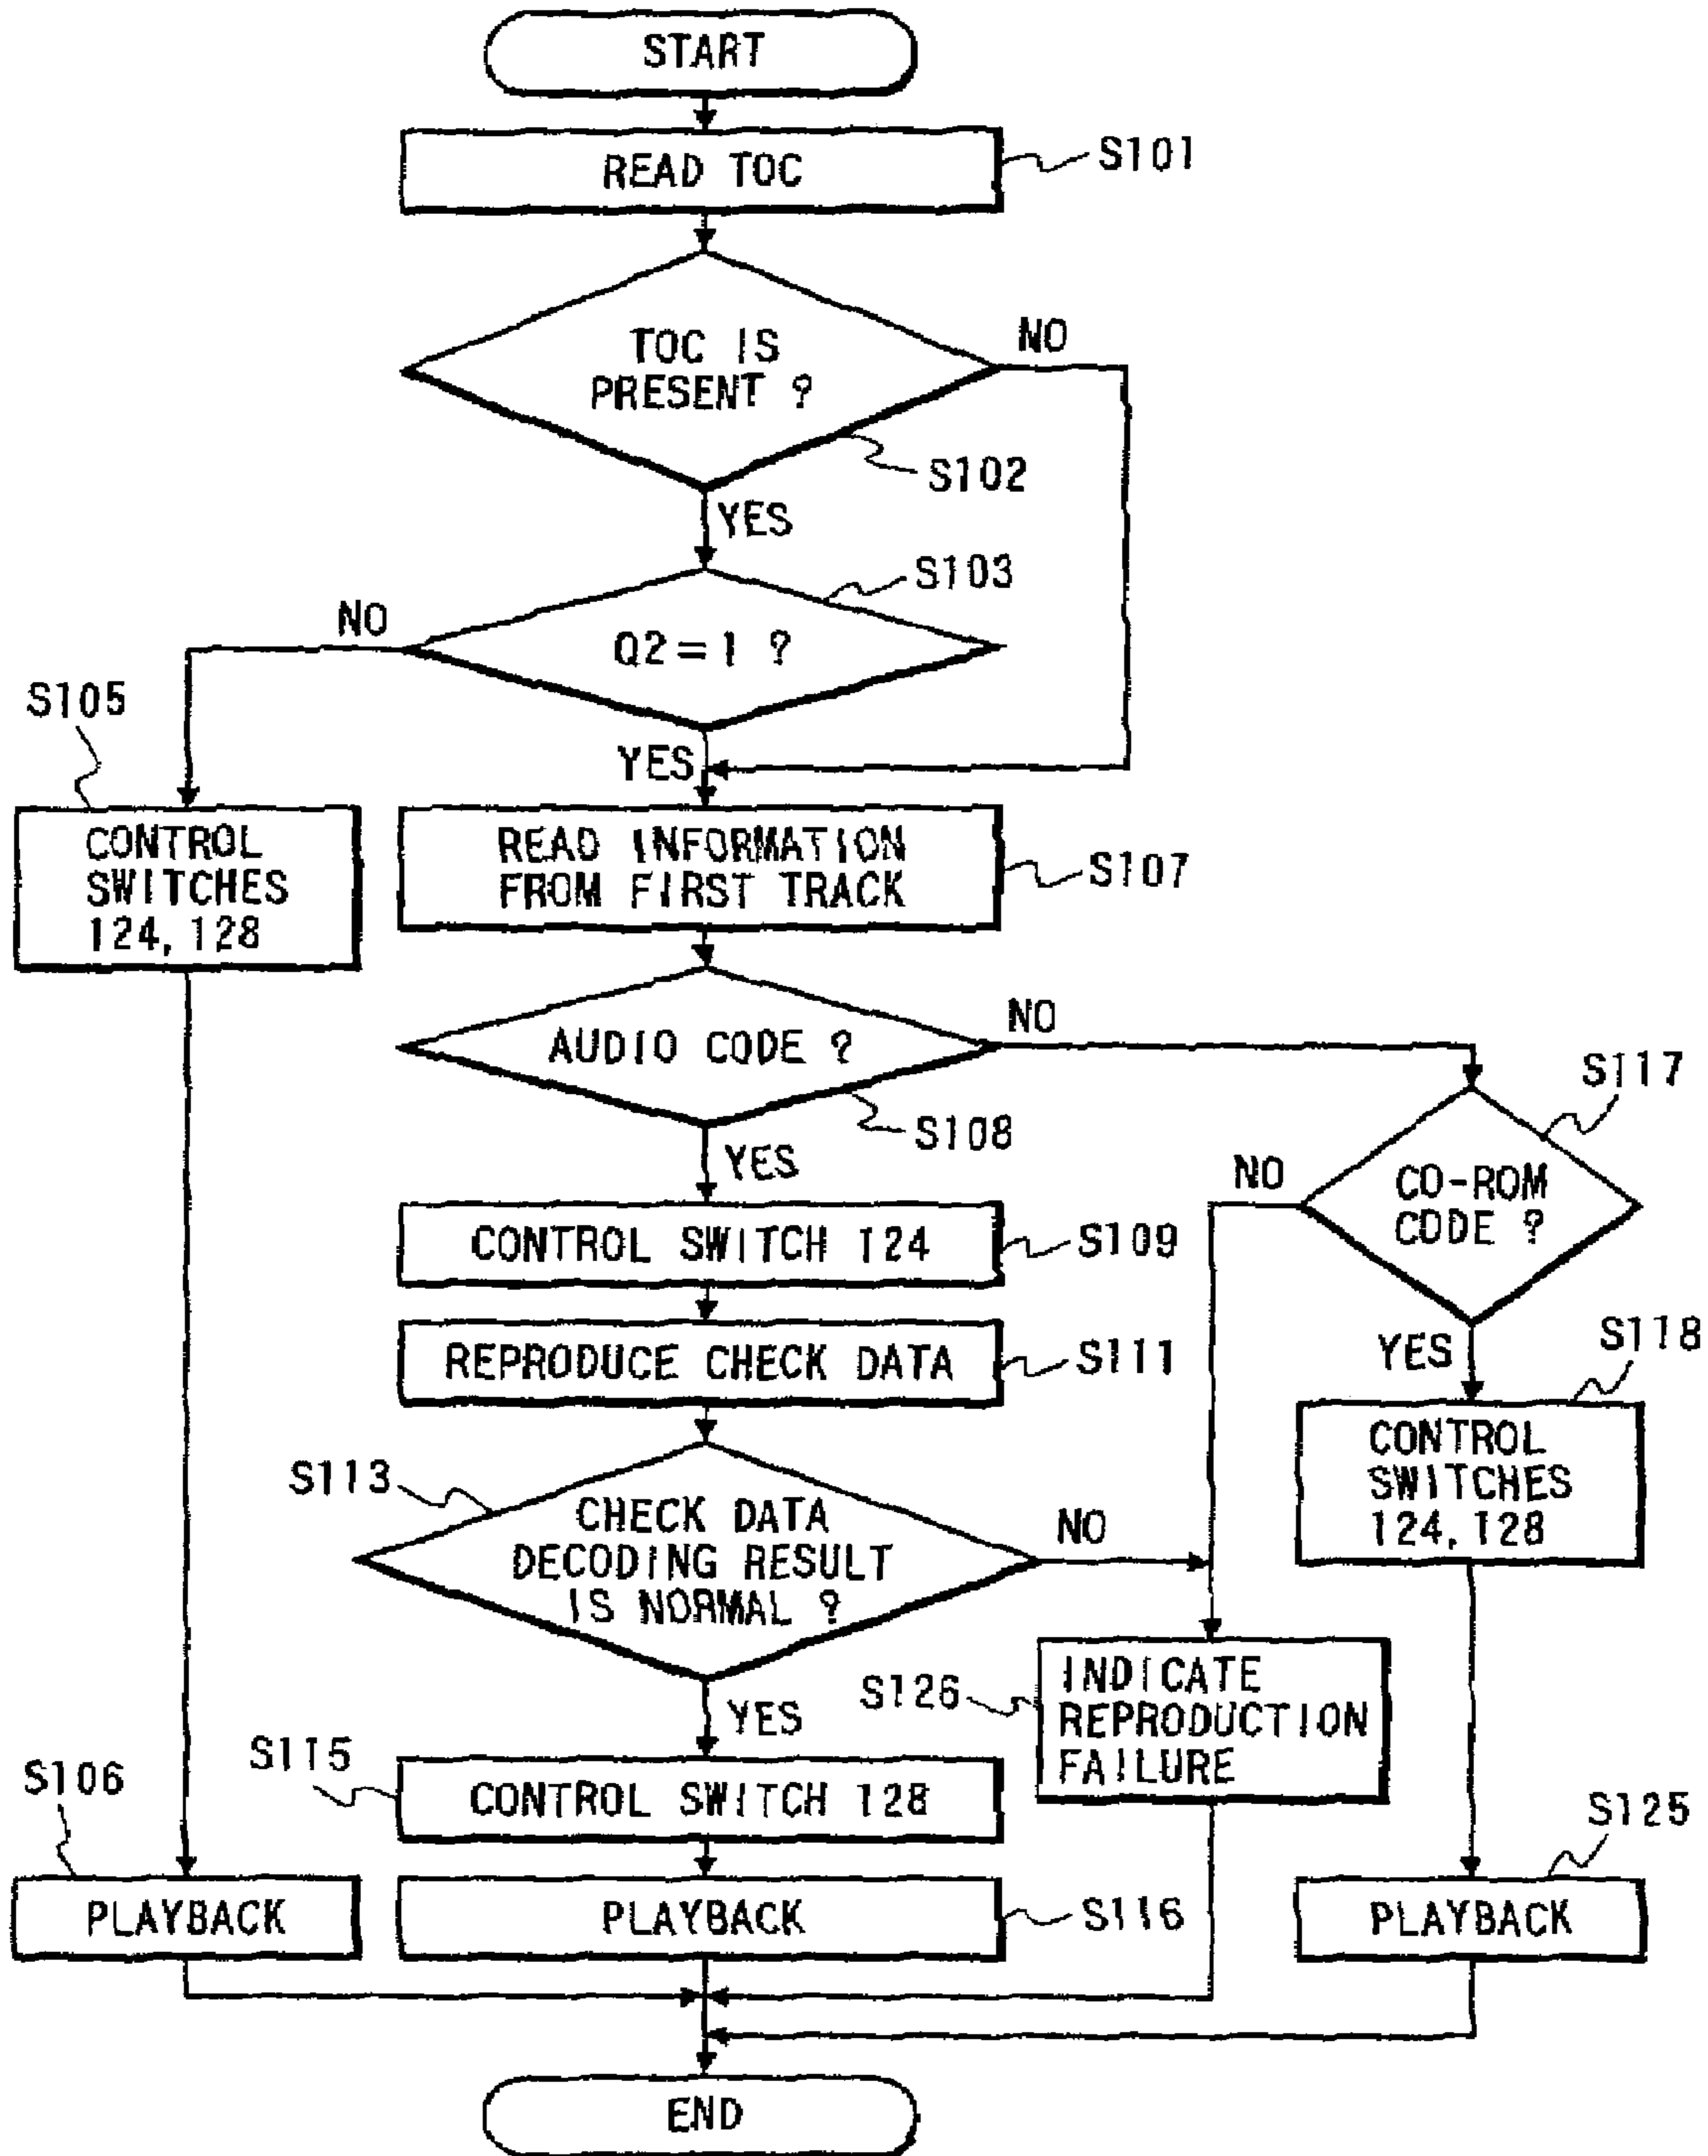 START
READ TOC
S101
TOC IS
PRESENT ?
NO
S102
YES
S103
NO
Q2=1 ?
S105
YES
CONTROL
SWITCHES
124, 128
READ INFORMATION
FROM FIRST TRACK
S107
AUDIO CODE ?
NO
S108
S117
YES
NO
CD-ROM
CODE ?
CONTROL SWITCH 124
S109
YES
S118
REPRODUCE CHECK DATA
S111
CONTROL
SWITCHES
124, 128
S113
CHECK DATA
DECODING RESULT
IS NORMAL ?
NO
YES
S126
INDICATE
REPRODUCTION
FAILURE
S115
CONTROL SWITCH 128
S106
S125
PLAYBACK
PLAYBACK
S116
PLAYBACK
END